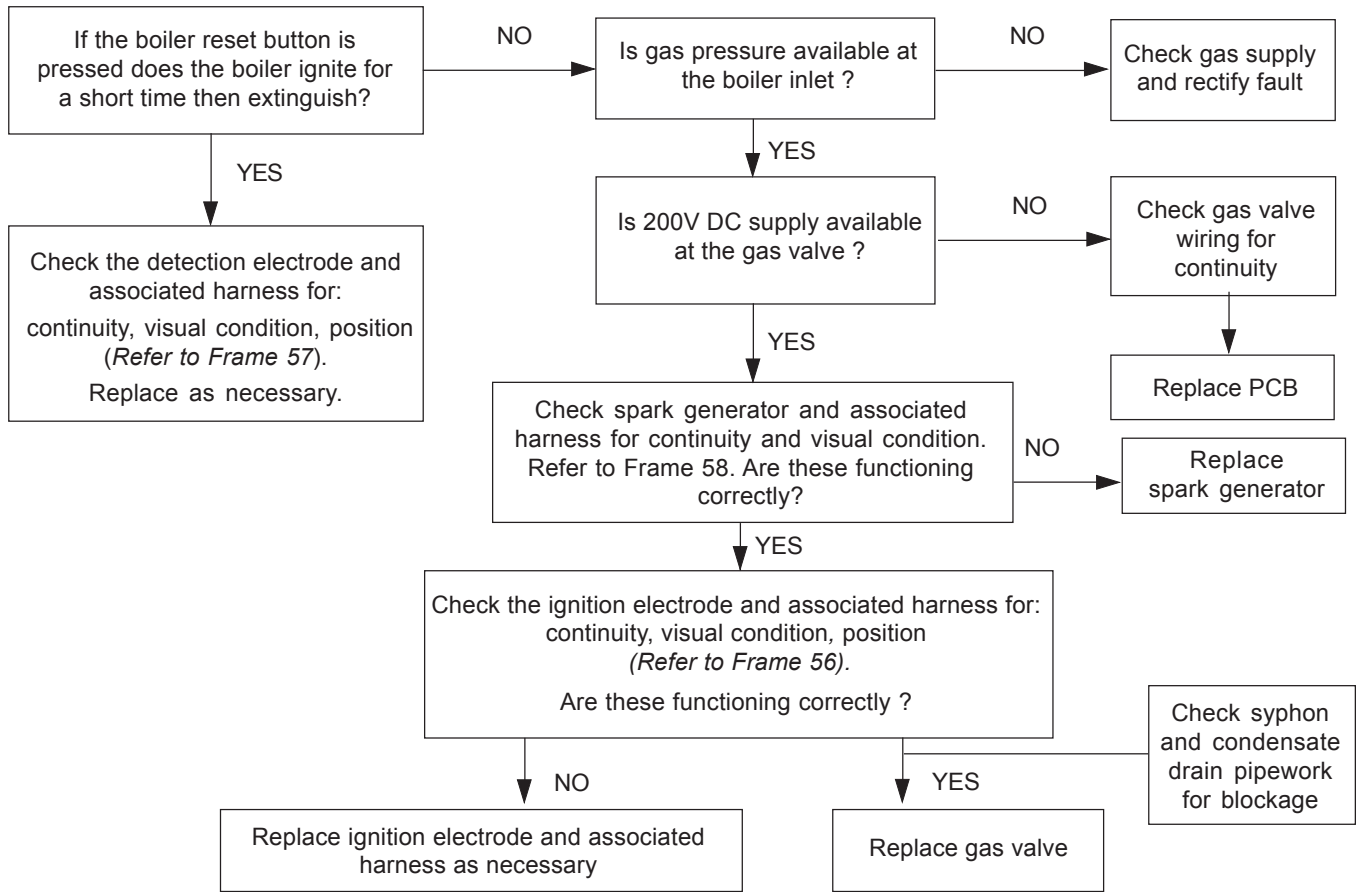 If the boiler reset button is
pressed does the boiler ignite for
a short time then extinguish?
NO
Is gas pressure available at
the boiler inlet ?
NO
Check gas supply
and rectify fault
YES
YES
Check the detection electrode and
associated harness for:
continuity, visual condition, position
(Refer to Frame 57).
Replace as necessary.
Is 200V DC supply available
at the gas valve ?
NO
Check gas valve
wiring for
continuity
Replace PCB
YES
Check spark generator and associated
harness for continuity and visual condition.
Refer to Frame 58. Are these functioning
correctly?
NO
Replace
spark generator
YES
Check the ignition electrode and associated harness for:
continuity, visual condition, position
(Refer to Frame 56).
Are these functioning correctly ?
Check syphon
and condensate
drain pipework
for blockage
NO
YES
Replace ignition electrode and associated
harness as necessary
Replace gas valve